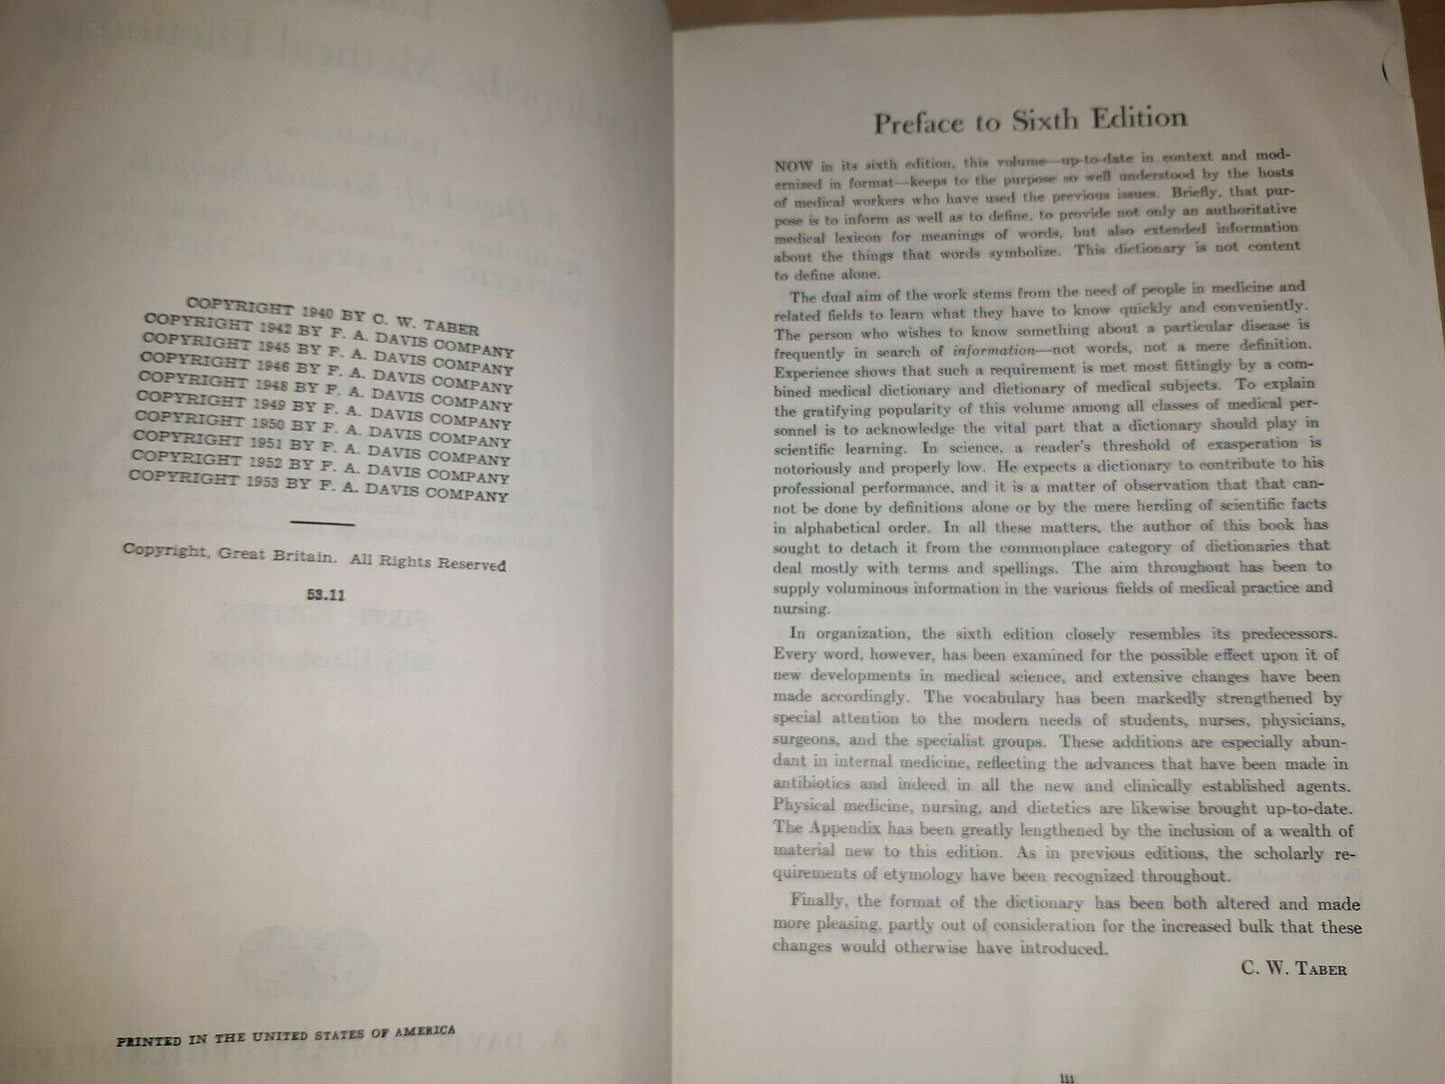 COPYRIGHT 1940 BY C. W. TABER
COPYRIGHT 1942 BY F. A. DAVIS COMPANY
COPYRIGHT 1945 BY F. A. DAVIS COMPANY
COPYRIGHT 1946 BY F. A. DAVIS COMPANY
COPYRIGHT 1948 BY F. A. DAVIS COMPANY
COPYRIGHT 1949 BY F. A. DAVIS COMPANY
COPYRIGHT 1950 BY F. A. DAVIS COMPANY
COPYRIGHT 1951 BY F. A. DAVIS COMPANY
COPYRIGHT 1952 BY F. A. DAVIS COMPANY
COPYRIGHT 1953 BY F. A. DAVIS COMPANY
Copyright, Great Britain. All Rights Reserved
53.11
PRINTED IN THE UNITED STATES OF AMERICA
Preface to Sixth Edition
NOW in its sixth edition, this volume—up-to-date in context and mod-
ernized in format—keeps to the purpose so well understood by the hosts
of medical workers who have used the previous issues. Briefly, that pur-
pose is to inform as well as to define, to provide not only an authoritative
medical lexicon for meanings of words, but also extended information
about the things that words symbolize. This dictionary is not content
to define alone.
The dual aim of the work stems from the need of people in medicine and
related fields to learn what they have to know quickly and conveniently.
The person who wishes to know something about a particular disease is
frequently in search of information—not words, not a mere definition.
Experience shows that such a requirement is met most fittingly by a com-
bined medical dictionary and dictionary of medical subjects. To explain
the gratifying popularity of this volume among all classes of medical per-
sonnel is to acknowledge the vital part that a dictionary should play in
scientific learning. In science, a reader's threshold of exasperation is
notoriously and properly low. He expects a dictionary to contribute to his
professional performance, and it is a matter of observation that that can-
not be done by definitions alone or by the mere herding of scientific facts
in alphabetical order. In all these matters, the author of this book has
sought to detach it from the commonplace category of dictionaries that
deal mostly with terms and spellings. The aim throughout has been to
supply voluminous information in the various fields of medical practice and
nursing.
In organization, the sixth edition closely resembles its predecessors.
Every word, however, has been examined for the possible effect upon it of
new developments in medical science, and extensive changes have been
made accordingly. The vocabulary has been markedly strengthened by
special attention to the modern needs of students, nurses, physicians,
surgeons, and the specialist groups. These additions are especially abun-
dant in internal medicine, reflecting the advances that have been made in
antibiotics and indeed in all the new and clinically established agents.
Physical medicine, nursing, and dietetics are likewise brought up-to-date.
The Appendix has been greatly lengthened by the inclusion of a wealth of
material new to this edition. As in previous editions, the scholarly re-
quirements of etymology have been recognized throughout.
Finally, the format of the dictionary has been both altered and made
more pleasing, partly out of consideration for the increased bulk that these
changes would otherwise have introduced.
C. W. TABER
iii